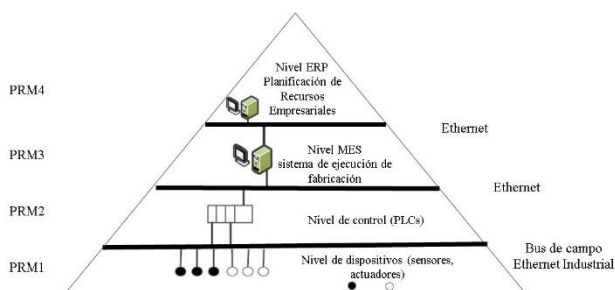 PRM4
Nivel ERP
Planificación de
Recursos
Empresariales
Ethernet
PRM3
Nivel MES
sistema de ejecución de
fabricación
Ethernet
PRM2
Nivel de control (PLCs)
Bus de campo
Ethernet Industrial
PRM1
Nivel de dispositivos (sensores,
actuadores)